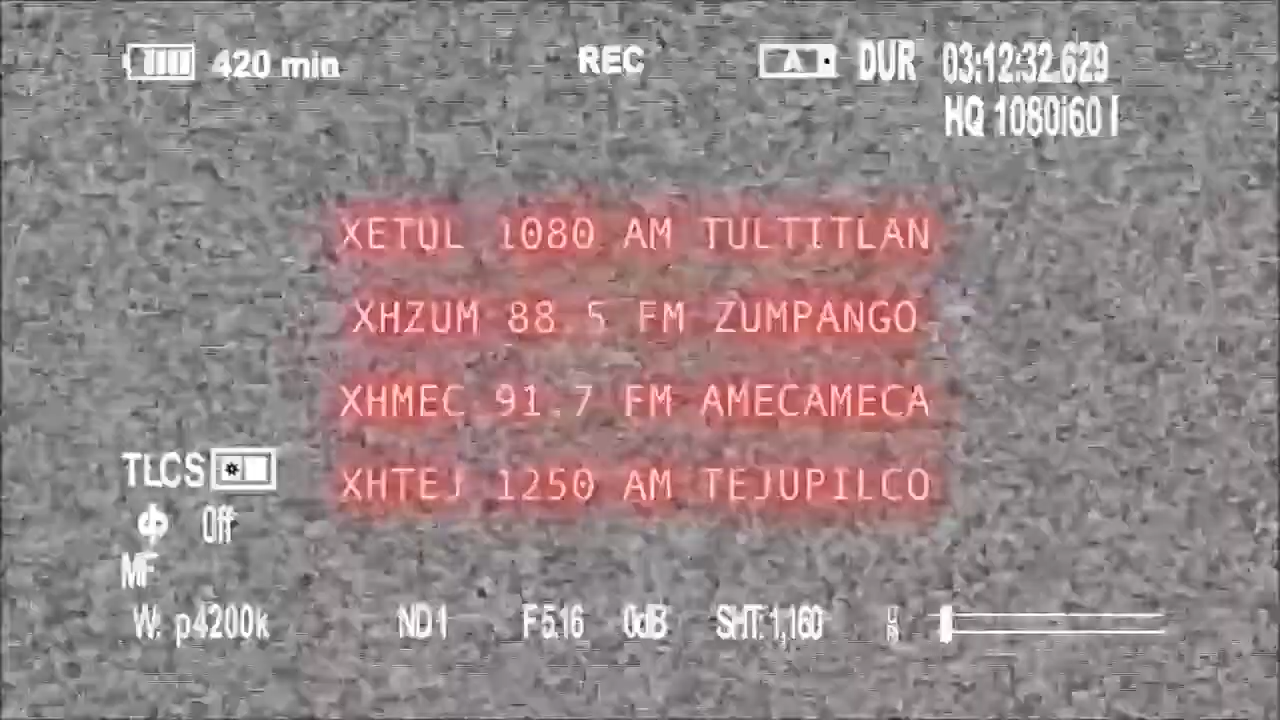 420 min REC A DUR 03:12:32.629
HQ 1080i60
XETUL 1080 AM TULTITLAN
XHZUM 88.5 FM ZUMPANGO
XHMEC 91.7 FM AMECAMECA
XHTEJ 1250 AM TEJUPILCO
TLCS
Off
MF
W: p4200k ND1 F5.16 0dB SHT: 1,160